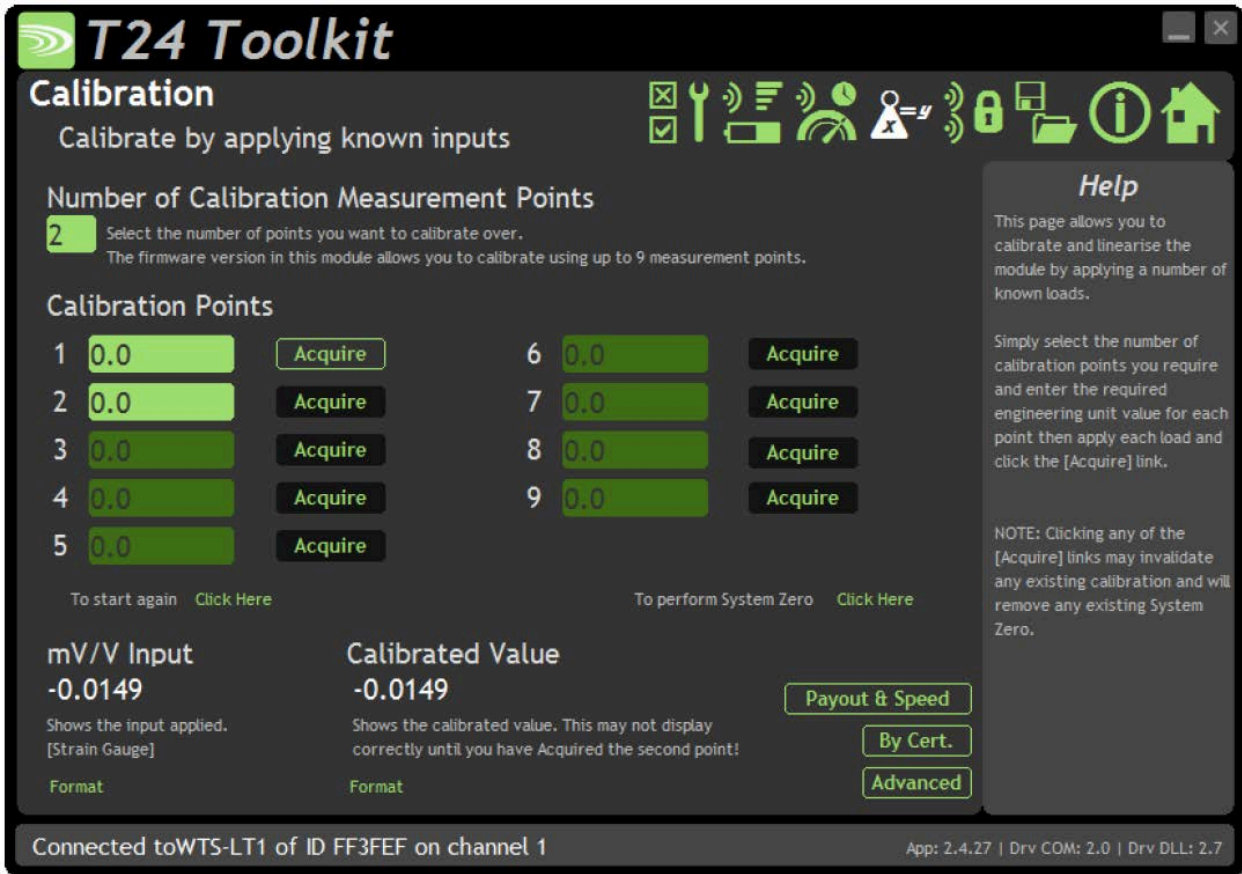 T24 Toolkit
Calibration
Calibrate by applying known inputs
x=y
Number of Calibration Measurement Points
2
Select the number of points you want to calibrate over.
The firmware version in this module allows you to calibrate using up to 9 measurement points.
Calibration Points
1 0.0 Acquire 6 0.0 Acquire
2 0.0 Acquire 7 0.0 Acquire
3 0.0 Acquire 8 0.0 Acquire
4 0.0 Acquire 9 0.0 Acquire
5 0.0 Acquire
To start again Click Here To perform System Zero Click Here
mV/V Input
-0.0149
Shows the input applied.
[Strain Gauge]
Format
Calibrated Value
-0.0149
Shows the calibrated value. This may not display
correctly until you have Acquired the second point!
Format
Payout & Speed
By Cert.
Advanced
Help
This page allows you to
calibrate and linearise the
module by applying a number of
known loads.
Simply select the number of
calibration points you require
and enter the required
engineering unit value for each
point then apply each load and
click the [Acquire] link.
NOTE: Clicking any of the
[Acquire] links may invalidate
any existing calibration and will
remove any existing System
Zero.
Connected toWTS-LT1 of ID FF3FEF on channel 1
App: 2.4.27 | Drv COM: 2.0 | Drv DLL: 2.7